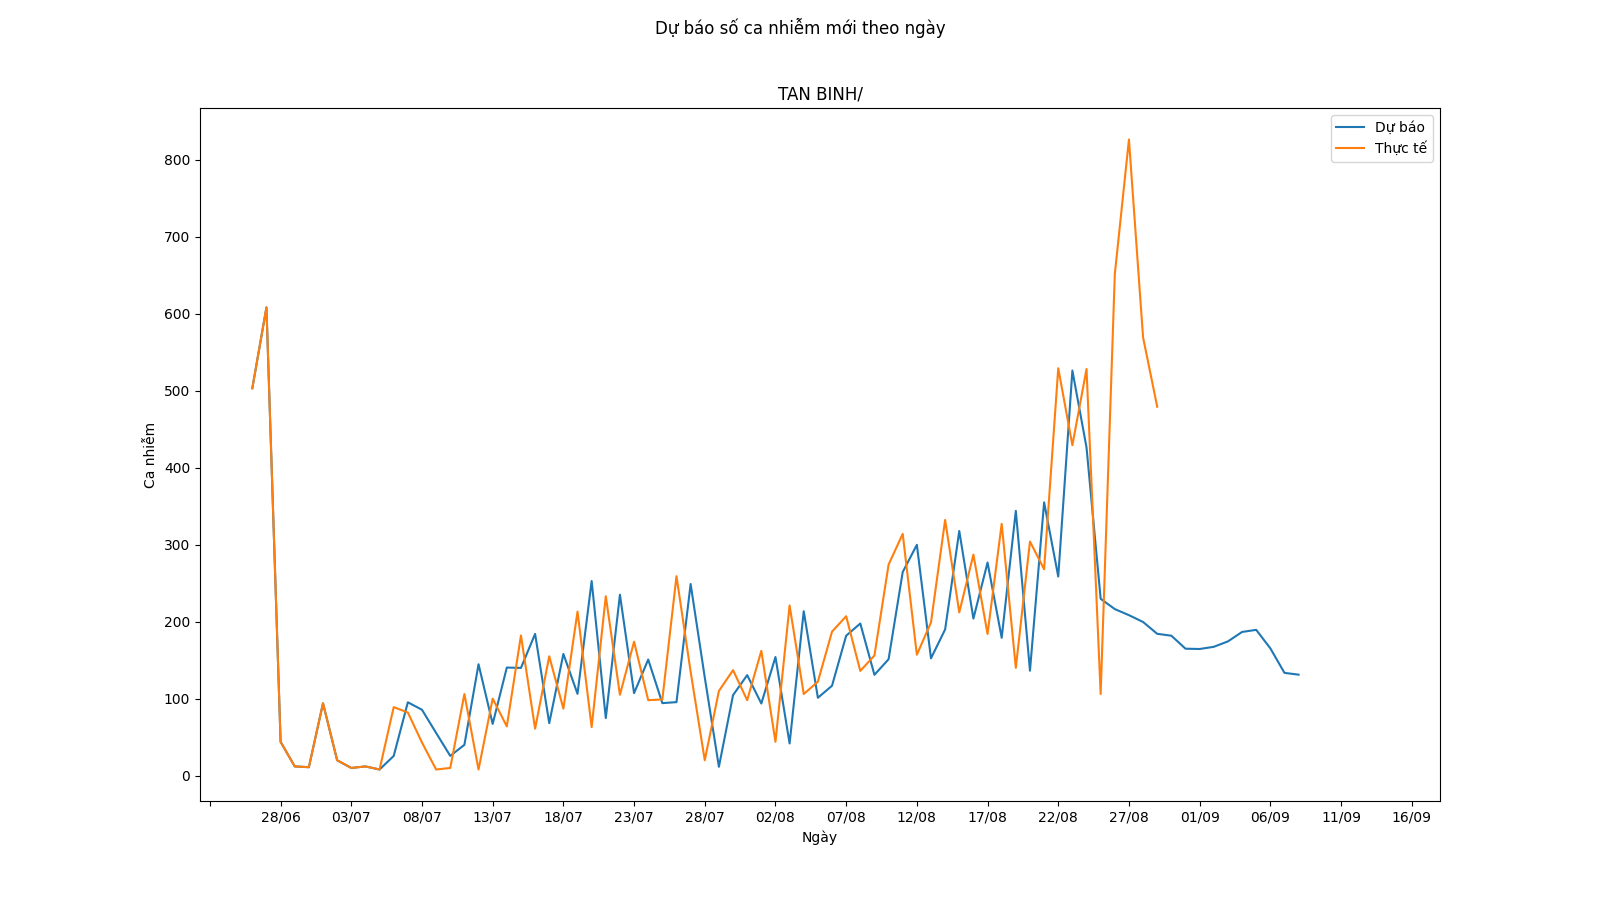 Dự báo số ca nhiễm mới theo ngày
TAN BINH/
Dự báo
Thực tế
800
700
600
500
400
300
200
100
0
Ca nhiễm
28/06 03/07 08/07 13/07 18/07 23/07 28/07 02/08 07/08 12/08 17/08 22/08 27/08 01/09 06/09 11/09 16/09
Ngày